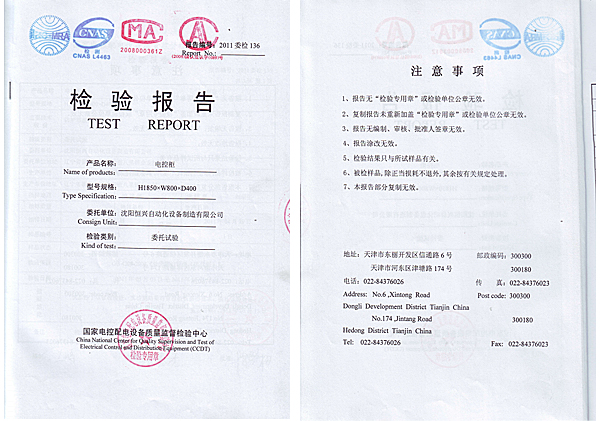 ilac-MRA
CNAS
检测
CNAS L4463
MA
2008000361Z
报告编号: 2011 委检 136
Report No.:
检 验 报 告
TEST REPORT
产品名称: 电控柜
Name of products:
型号规格: H1850×W800×D400
Type Specification:
委托单位: 沈阳恒兴自动化设备制造有限公司
Consign Unit:
检验类别: 委托试验
Kind of test:
国家电控配电设备质量监督检验中心
China National Center for Quality Supervision and Test of
Electrical Control and Distribution Equipment (CCDT)
检验专用章
注 意 事 项
1、报告无“检验专用章”或检验单位公章无效。
2、复制报告未重新加盖“检验专用章”或检验单位公章无效。
3、报告无编制、审核、批准人签章无效。
4、报告涂改无效。
5、检验结果只与所试样品有关。
6、被检样品,除正当损耗不退外,其余按有关规定处理。
7、本报告部分复制无效。
地址: 天津市东丽开发区信通路 6 号 邮政编码: 300300
天津市河东区津塘路 174 号 300180
电话: 022-84376026 传 真: 022-84376023
Address: No.6 ,Xintong Road Post code: 300300
Dongli Development District Tianjin China
No.174 ,Jintang Road 300180
Hedong District Tianjin China
Tel: 022-84376026 Fax: 022-84376023